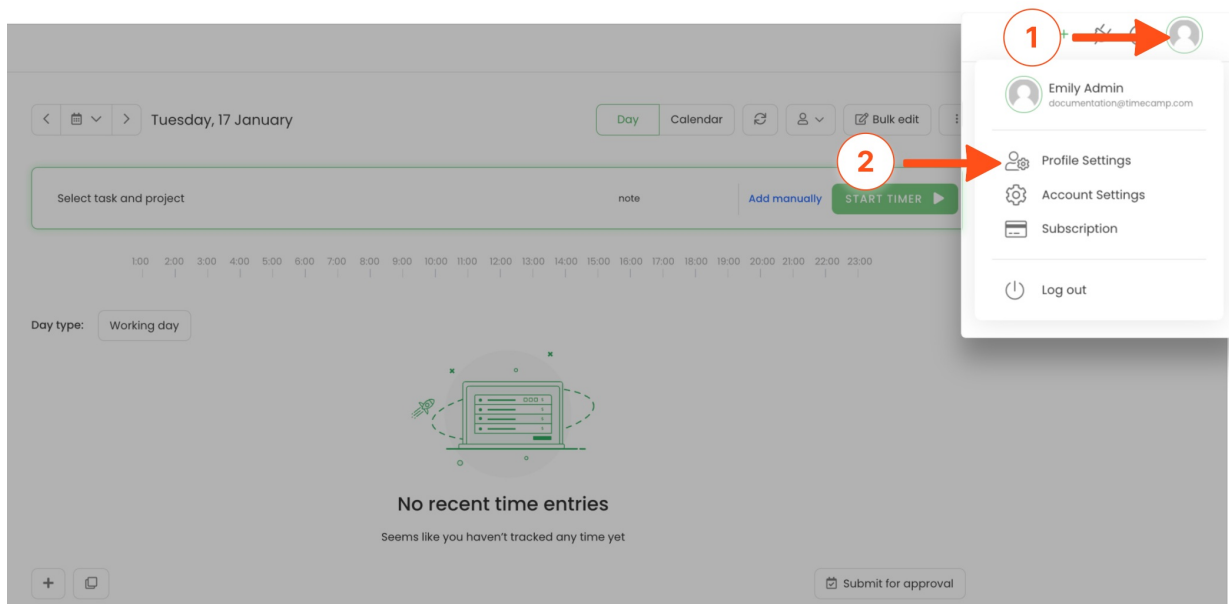 1
Emily Admin
documentation@timecamp.com
Tuesday, 17 January
Day
Calendar
Bulk edit
2
Profile Settings
Select task and project
note
Add manually
START TIMER
Account Settings
Subscription
1:00 2:00 3:00 4:00 5:00 6:00 7:00 8:00 9:00 10:00 11:00 12:00 13:00 14:00 15:00 16:00 17:00 18:00 19:00 20:00 21:00 22:00 23:00
Log out
Day type:
Working day
No recent time entries
Seems like you haven't tracked any time yet
Submit for approval